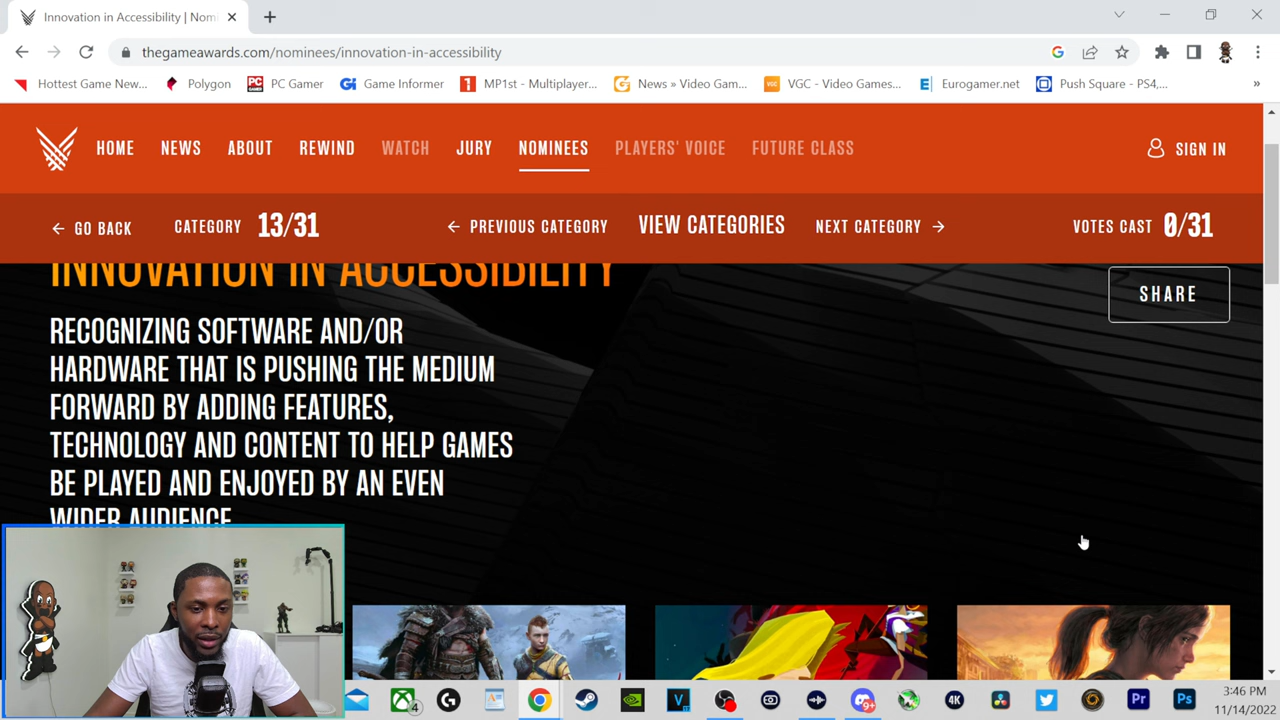 Innovation in Accessibility | Nomi
thegameawards.com/nominees/innovation-in-accessibility
Hottest Game New... Polygon PC Gamer Game Informer MP1st - Multiplayer... News » Video Gam... VGC - Video Games... Eurogamer.net Push Square - PS4,... »
HOME NEWS ABOUT REWIND WATCH JURY NOMINEES PLAYERS' VOICE FUTURE CLASS SIGN IN
← GO BACK CATEGORY 13/31 ← PREVIOUS CATEGORY VIEW CATEGORIES NEXT CATEGORY → VOTES CAST 0/31
INNOVATION IN ACCESSIBILITY
SHARE
RECOGNIZING SOFTWARE AND/OR
HARDWARE THAT IS PUSHING THE MEDIUM
FORWARD BY ADDING FEATURES,
TECHNOLOGY AND CONTENT TO HELP GAMES
BE PLAYED AND ENJOYED BY AN EVEN
WIDER AUDIENCE
3:46 PM
11/14/2022